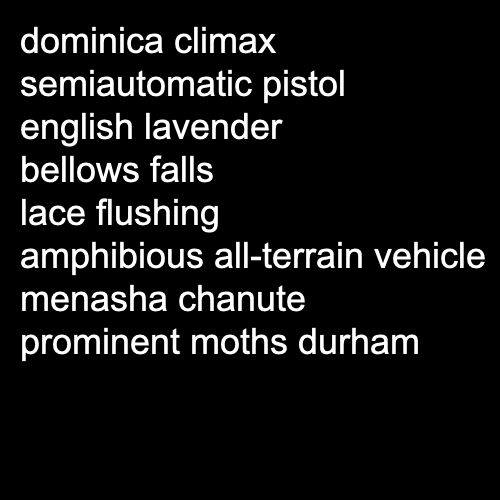 dominica climax
semiautomatic pistol
english lavender
bellows falls
lace flushing
amphibious all-terrain vehicle
menasha chanute
prominent moths durham